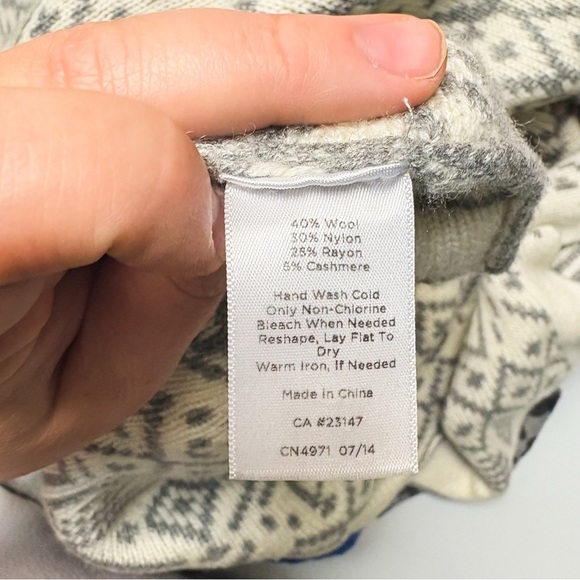 40% Wool
30% Nylon
25% Rayon
5% Cashmere
Hand Wash Cold
Only Non-Chlorine
Bleach When Needed
Reshape, Lay Flat To
Dry
Warm Iron, If Needed
Made in China
CA #23147
CN4971 07/14